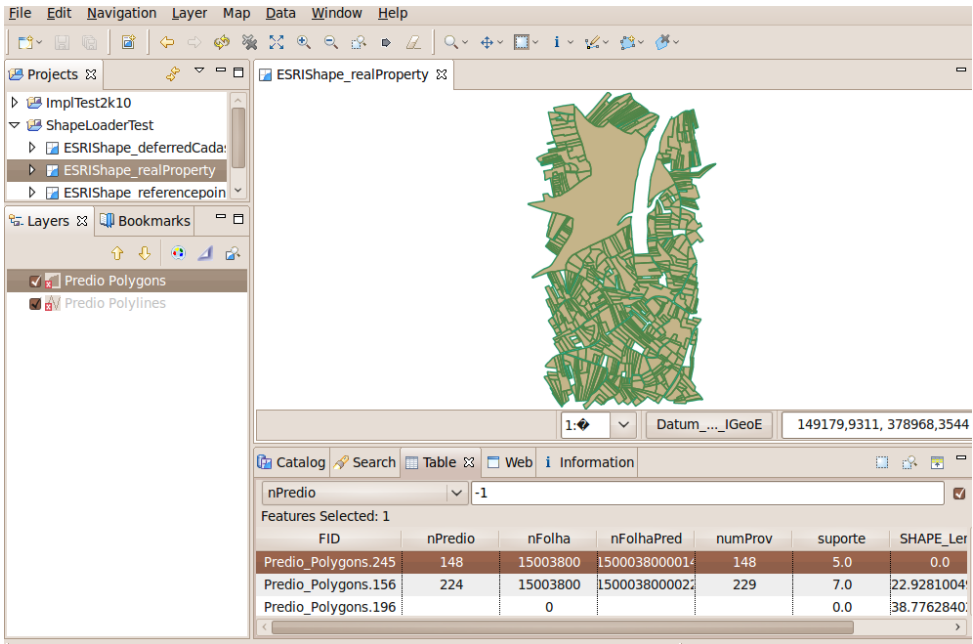 File Edit Navigation Layer Map Data Window Help
Projects
ImplTest2k10
ShapeLoaderTest
ESRIShape_deferredCada
ESRIShape_realProperty
ESRIShape_referencepoin
Layers Bookmarks
Predio Polygons
Predio Polylines
ESRIShape_realProperty
1:� Datum_..._IGeoE 149179,9311, 378968,3544
Catalog Search Table Web i Information
nPredio -1
Features Selected: 1
FID nPredio nFolha nFolhaPred numProv suporte SHAPE_Ler
Predio_Polygons.245 148 15003800 1500038000014 148 5.0 0.0
Predio_Polygons.156 224 15003800 1500038000022 229 7.0 22.9281004
Predio_Polygons.196 0 0.0 38.7762840